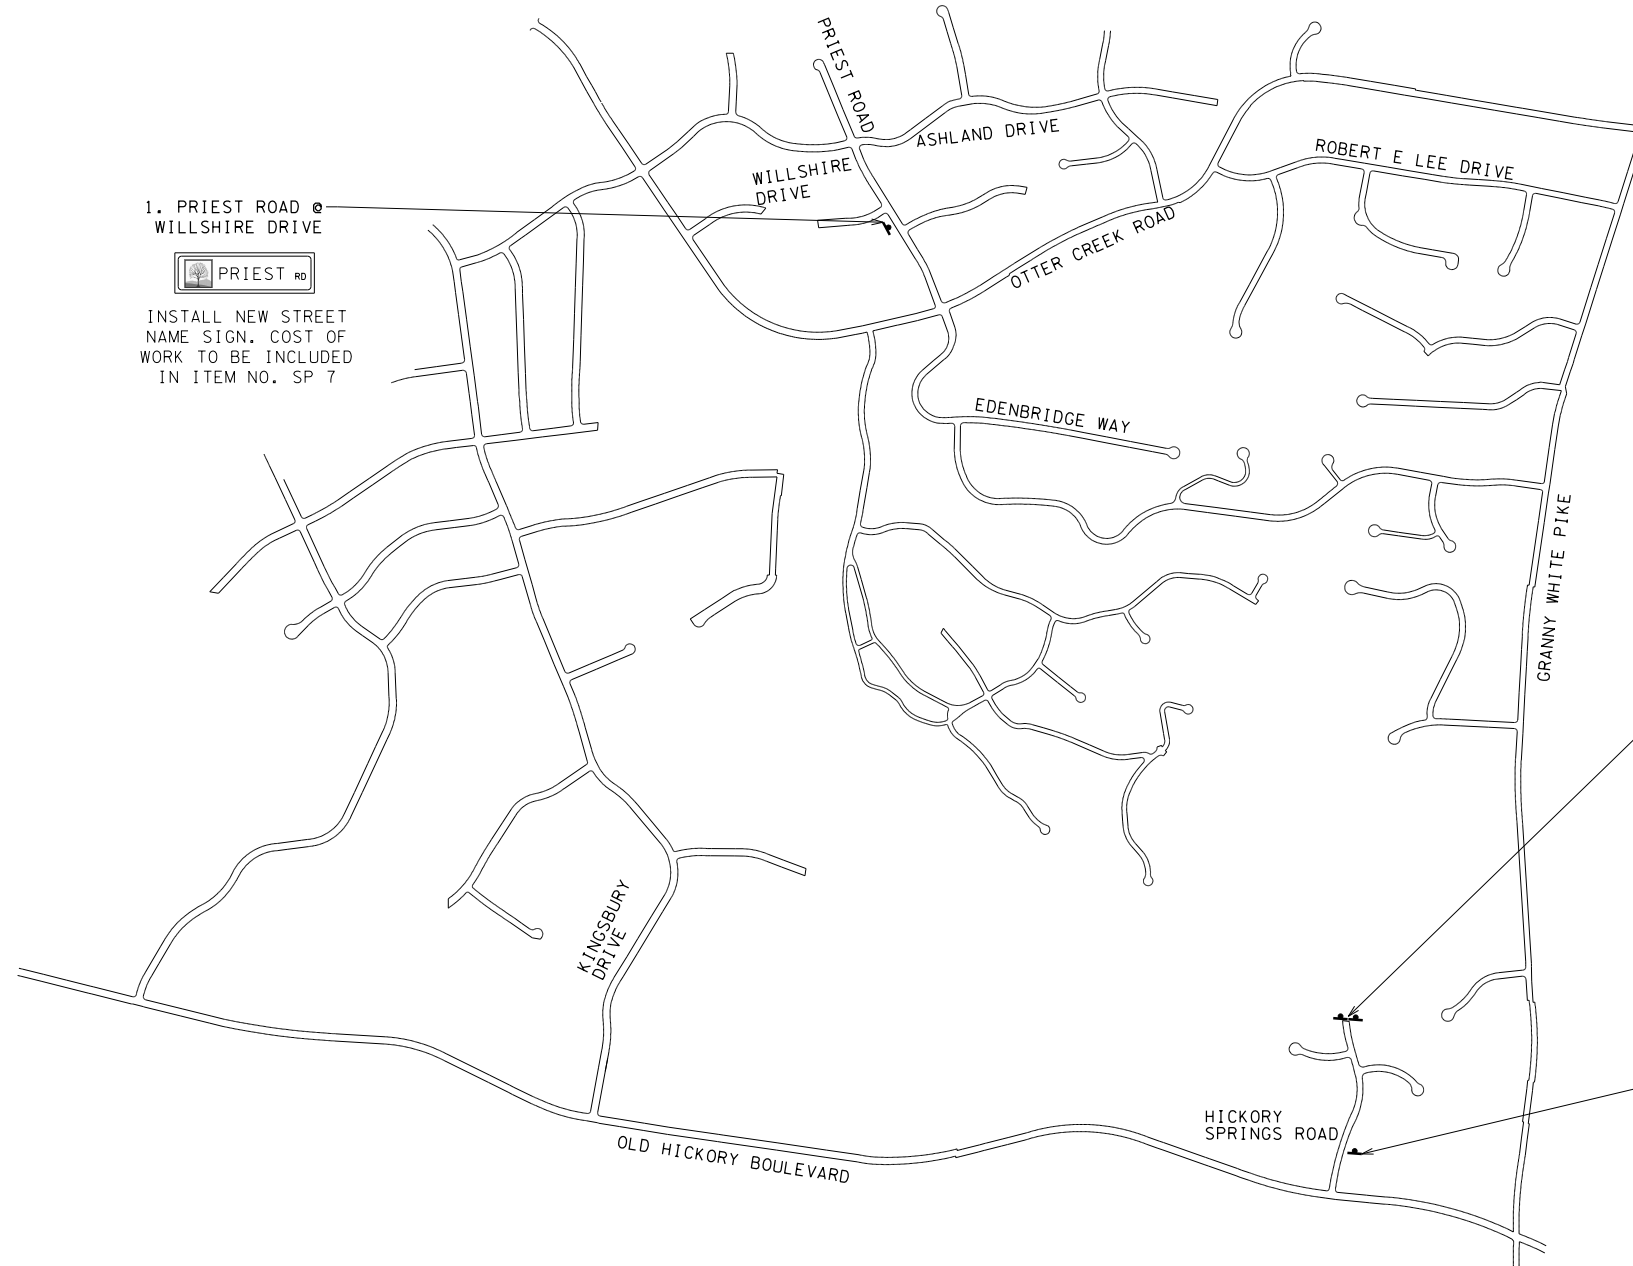 PRIEST ROAD
ASHLAND DRIVE
ROBERT E LEE DRIVE
WILLSHIRE
DRIVE
1. PRIEST ROAD @
WILLSHIRE DRIVE
OTTER CREEK ROAD
PRIEST RD
INSTALL NEW STREET
NAME SIGN. COST OF
WORK TO BE INCLUDED
IN ITEM NO. SP 7
EDENBRIDGE WAY
GRANNY WHITE PIKE
KINGSBURY
DRIVE
HICKORY
SPRINGS ROAD
OLD HICKORY BOULEVARD